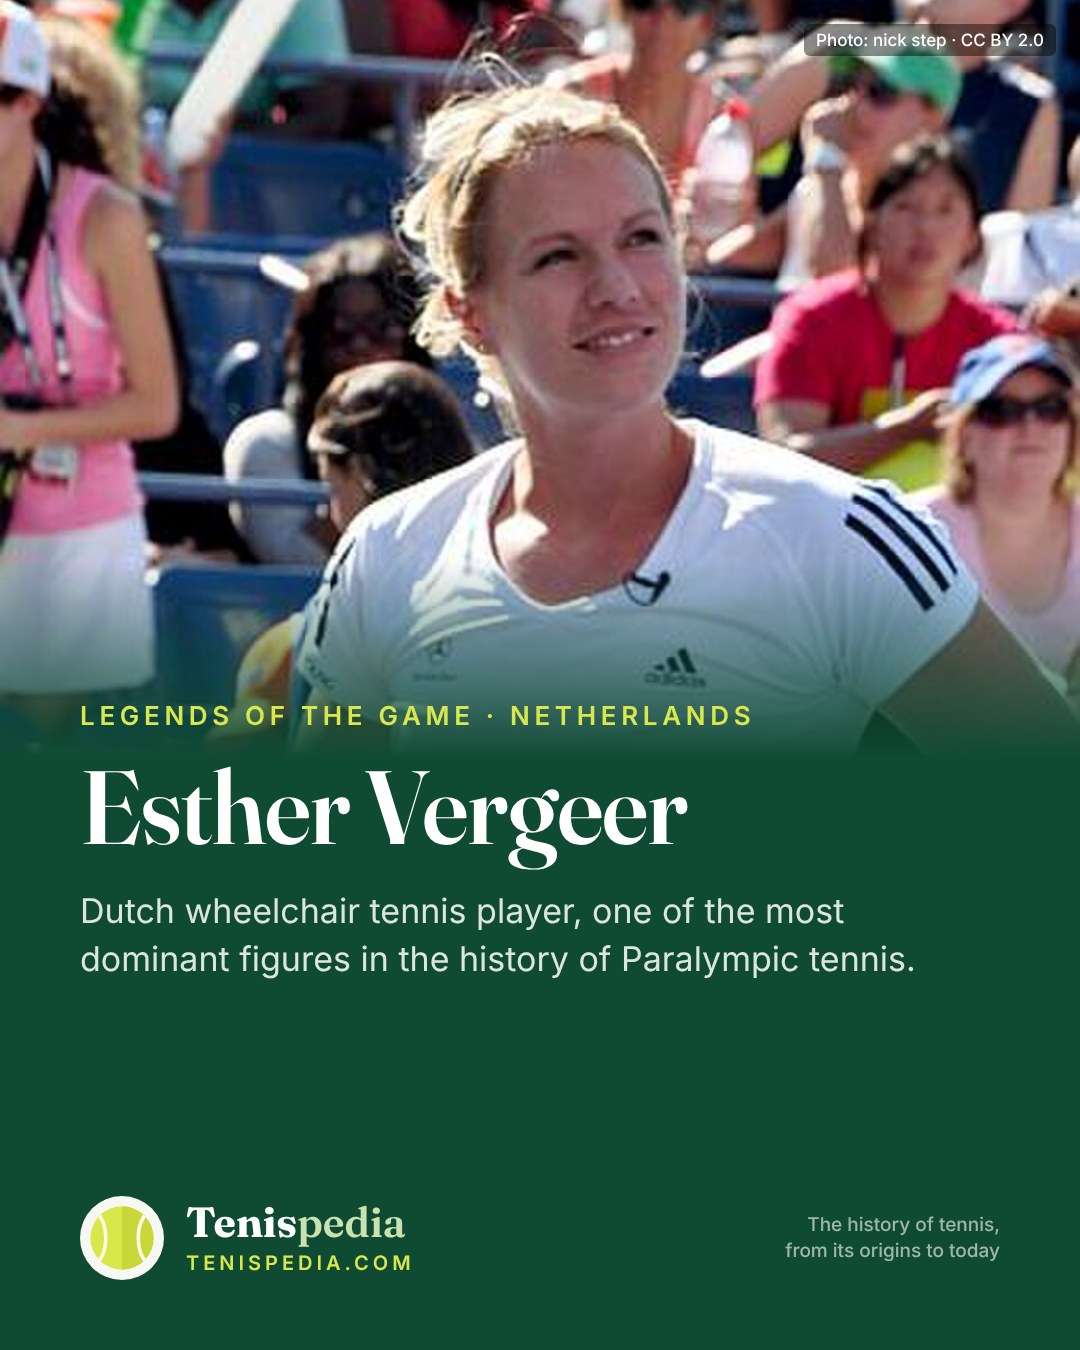 Photo: nick step · CC BY 2.0
adidas
LEGENDS OF THE GAME · NETHERLANDS
Esther Vergeer
Dutch wheelchair tennis player, one of the most
dominant figures in the history of Paralympic tennis.
Tenispedia
TENISPEDIA.COM
The history of tennis,
from its origins to today